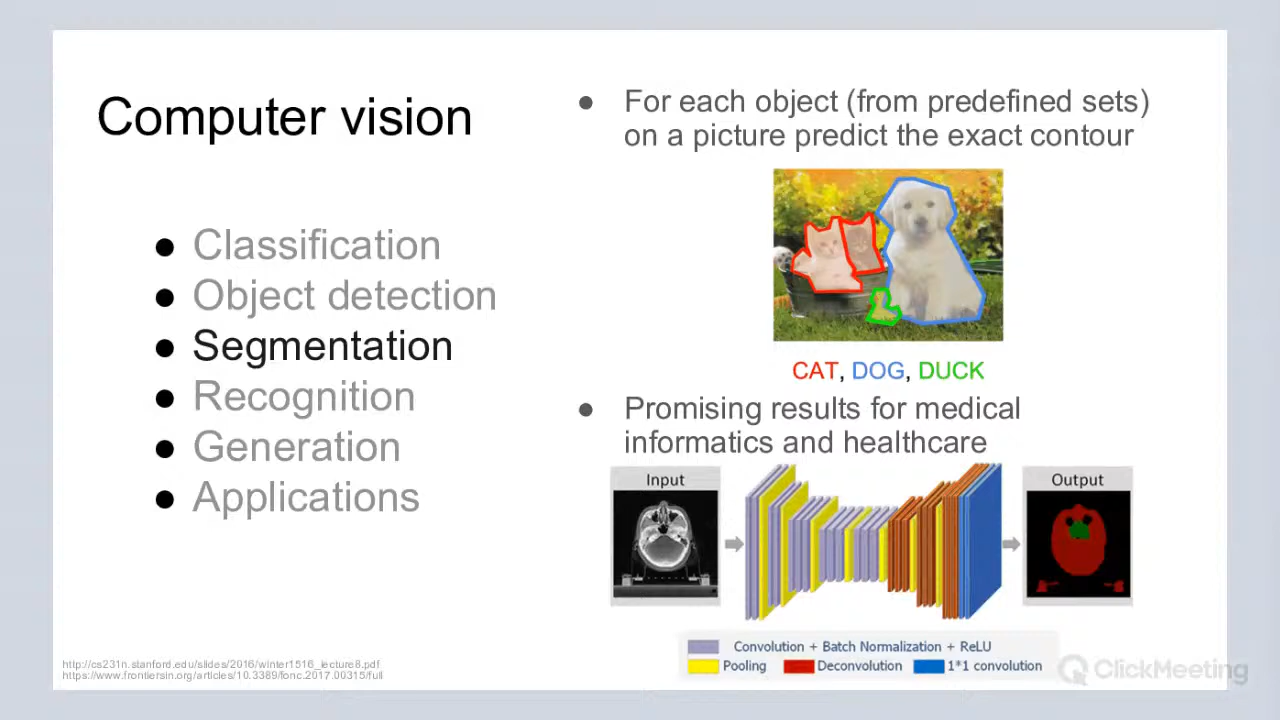 Computer vision
● Classification
● Object detection
● Segmentation
● Recognition
● Generation
● Applications
● For each object (from predefined sets)
on a picture predict the exact contour
CAT, DOG, DUCK
● Promising results for medical
informatics and healthcare
Input
Output
Convolution + Batch Normalization + ReLU
Pooling
Deconvolution
1*1 convolution
http://cs231n.stanford.edu/slides/2016/winter1516_lecture8.pdf
https://www.frontiersin.org/articles/10.3389/fonc.2017.00315/full
ClickMeeting